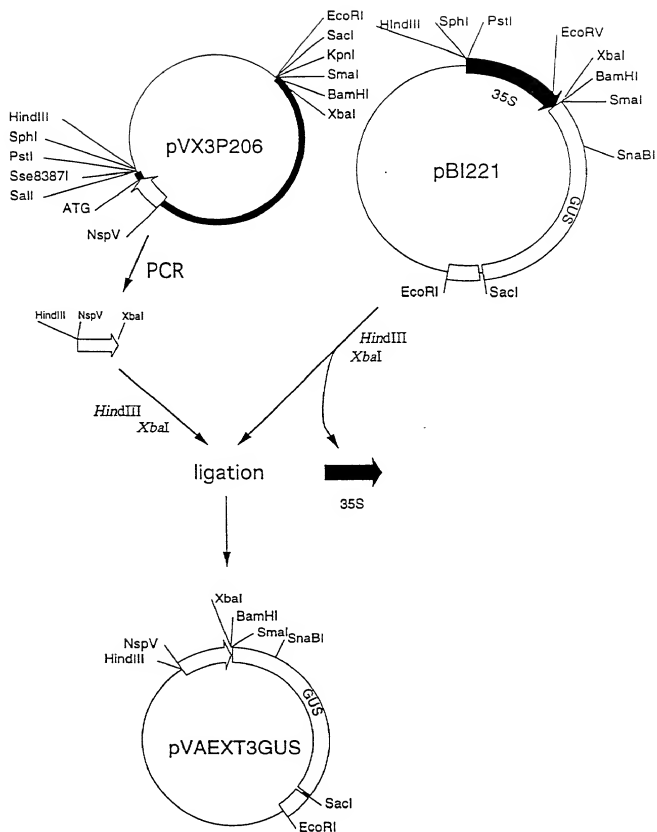 EcoRI
SacI
KpnI
SmaI
BamHI
XbaI
pVX3P206
HindIII
SphI
PstI
Sse8387I
SalI
ATG
NspV
HindIII
SphI
PstI
EcoRV
XbaI
BamHI
SmaI
SnaBI
35S
pBI221
GUS
EcoRI
SacI
PCR
HindIII
NspV
XbaI
HindIII
XbaI
HindIII
XbaI
ligation
35S
XbaI
BamHI
SmaI
SnaBI
NspV
HindIII
GUS
pVAEXT3GUS
SacI
EcoRI